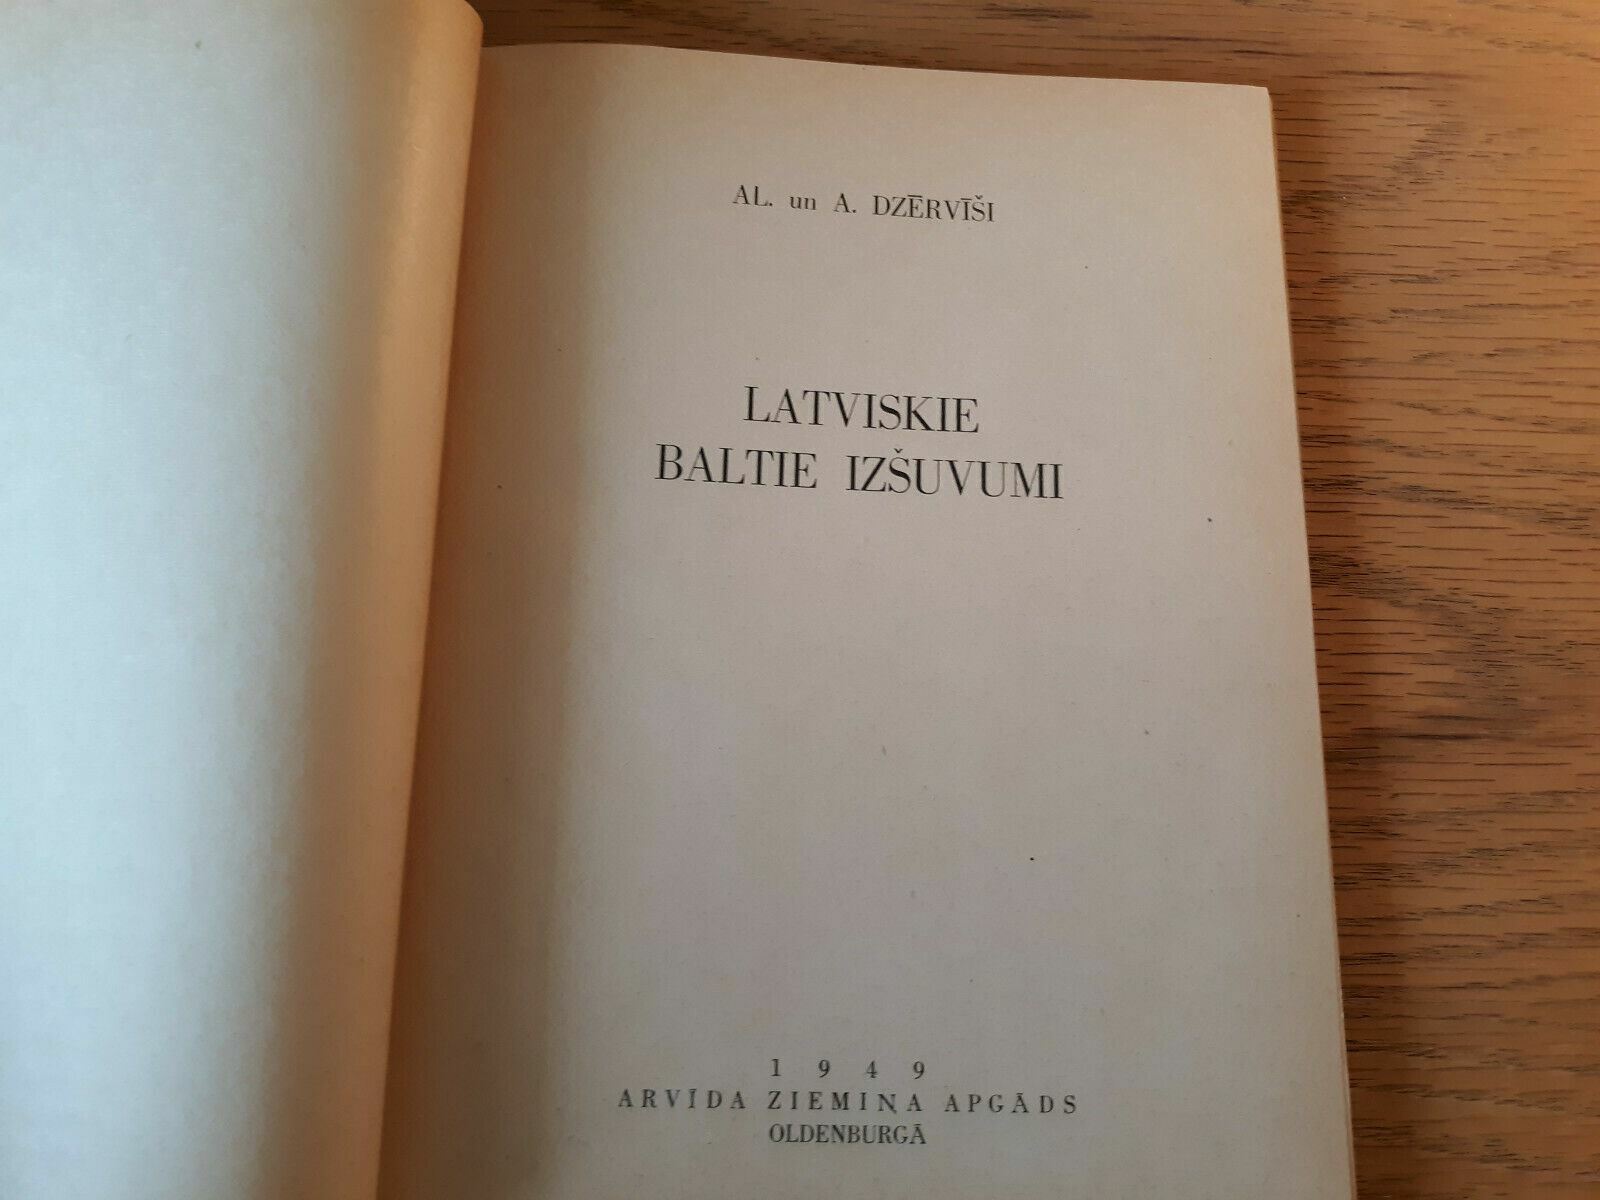 AL. un A. DZĒRVĪŠI
LATVISKIE
BALTIE IZŠUVUMI
1 9 4 9
ARVĪDA ZIEMIŅA APGĀDS
OLDENBURGĀ